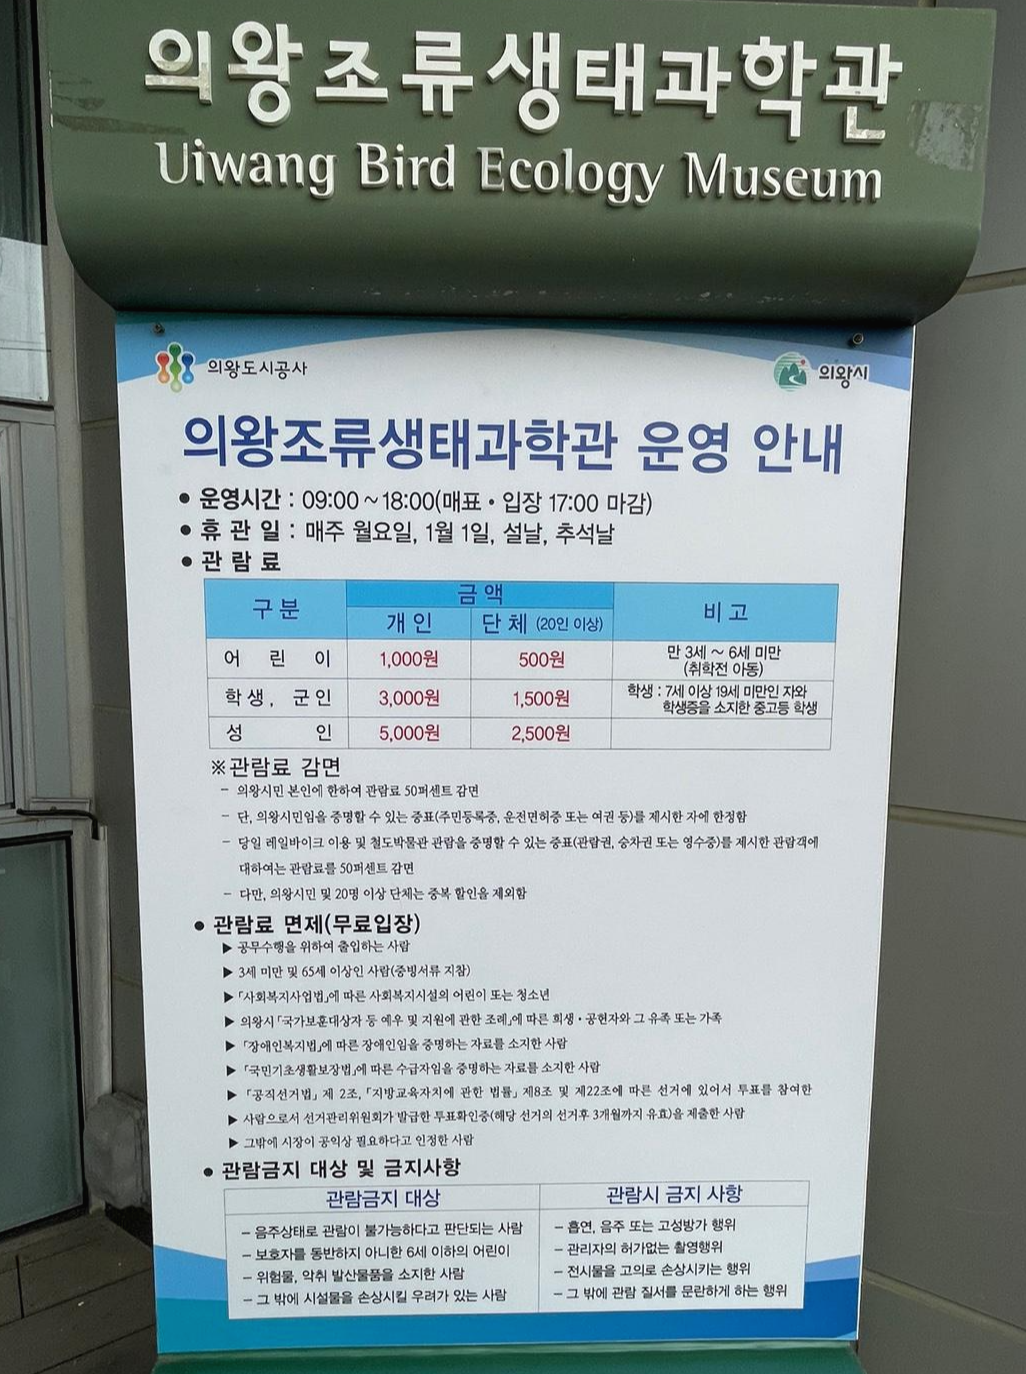 의왕조류생태과학관
Uiwang Bird Ecology Museum
의왕도시공사
의왕시
의왕조류생태과학관 운영 안내
● 운영시간 : 09:00 ~ 18:00(매표 · 입장 17:00 마감)
● 휴 관 일 : 매주 월요일, 1월 1일, 설날, 추석날
● 관 람 료
구 분 금 액 비 고
개 인 단 체 (20인 이상)
어 린 이 1,000원 500원 만 3세 ~ 6세 미만
(취학전 아동)
학생, 군인 3,000원 1,500원 학생 : 7세 이상 19세 미만인 자와
학생증을 소지한 중고등 학생
성 인 5,000원 2,500원
※관람료 감면
- 의왕시민 본인에 한하여 관람료 50퍼센트 감면
- 단, 의왕시민임을 증명할 수 있는 증표(주민등록증, 운전면허증 또는 여권 등)를 제시한 자에 한정함
- 당일 레일바이크 이용 및 철도박물관 관람을 증명할 수 있는 증표(관람권, 승차권 또는 영수증)를 제시한 관람객에
대하여는 관람료를 50퍼센트 감면
- 다만, 의왕시민 및 20명 이상 단체는 중복 할인을 제외함
● 관람료 면제(무료입장)
▶ 공무수행을 위하여 출입하는 사람
▶ 3세 미만 및 65세 이상인 사람(증빙서류 지참)
▶ 「사회복지사업법」에 따른 사회복지시설의 어린이 또는 청소년
▶ 의왕시 「국가보훈대상자 등 예우 및 지원에 관한 조례」에 따른 희생 · 공헌자와 그 유족 또는 가족
▶ 「장애인복지법」에 따른 장애인임을 증명하는 자료를 소지한 사람
▶ 「국민기초생활보장법」에 따른 수급자임을 증명하는 자료를 소지한 사람
▶ 「공직선거법」 제 2조, 「지방교육자치에 관한 법률」 제8조 및 제22조에 따른 선거에 있어서 투표를 참여한
▶ 사람으로서 선거관리위원회가 발급한 투표확인증(해당 선거의 선거후 3개월까지 유효)을 제출한 사람
▶ 그밖에 시장이 공익상 필요하다고 인정한 사람
● 관람금지 대상 및 금지사항
관람금지 대상 관람시 금지 사항
- 음주상태로 관람이 불가능하다고 판단되는 사람
- 보호자를 동반하지 아니한 6세 이하의 어린이
- 위험물, 악취 발산물품을 소지한 사람
- 그 밖에 시설물을 손상시킬 우려가 있는 사람
- 흡연, 음주 또는 고성방가 행위
- 관리자의 허가없는 촬영행위
- 전시물을 고의로 손상시키는 행위
- 그 밖에 관람 질서를 문란하게 하는 행위